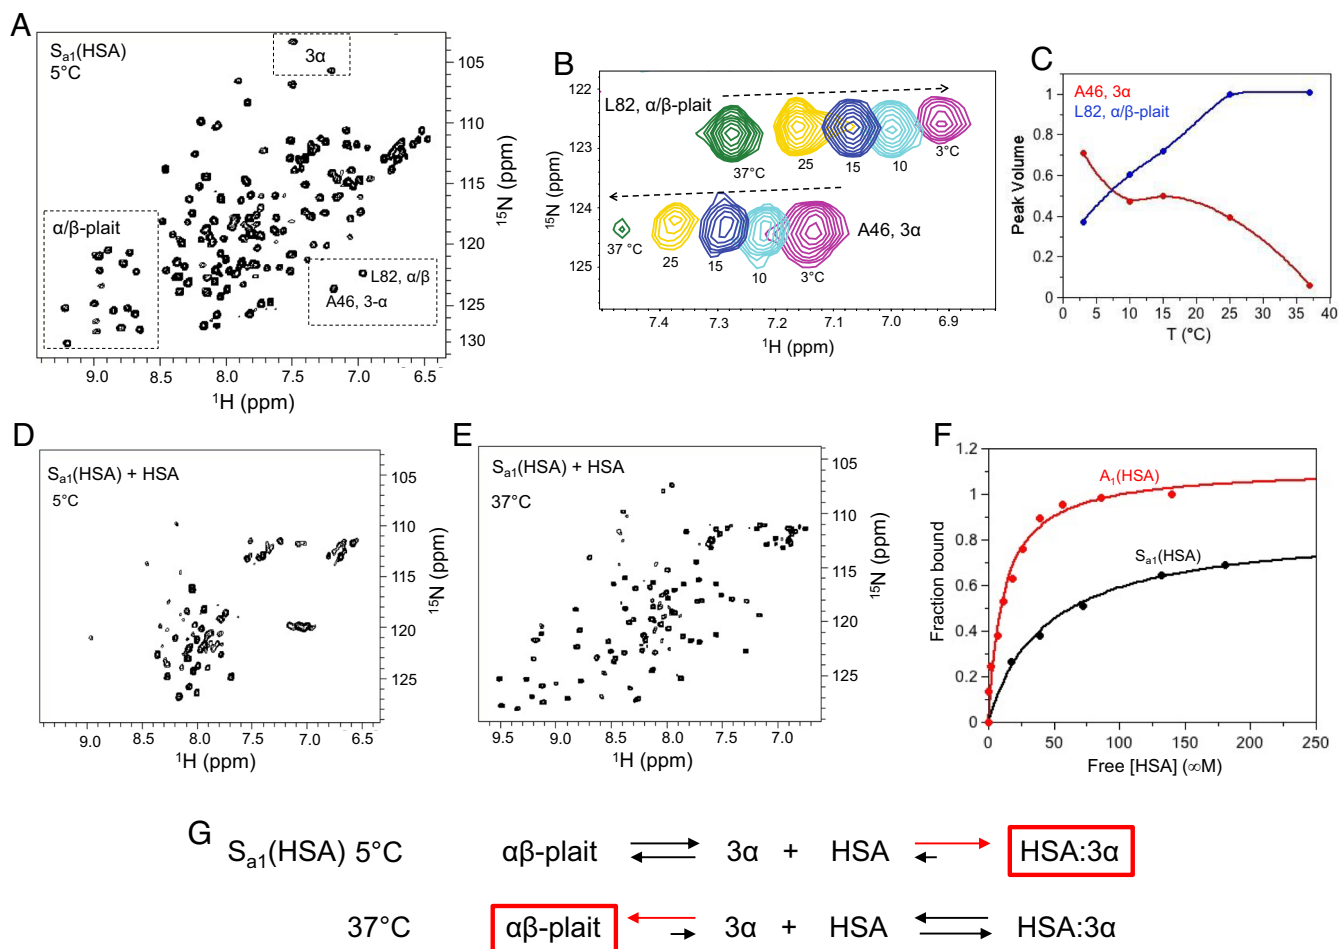 A
S_a1(HSA)
5°C
3α
α/β-plait
L82, α/β
A46, 3-α
105
110
115
120
125
130
¹⁵N (ppm)
9.0 8.5 8.0 7.5 7.0 6.5
¹H (ppm)
B
122
123
124
125
¹⁵N (ppm)
L82, α/β-plait
37°C 25 15 10 3°C
A46, 3α
37 °C 25 15 10 3°C
7.4 7.3 7.2 7.1 7.0 6.9
¹H (ppm)
C
A46, 3α
L82, α/β-plait
Peak Volume
1
0.8
0.6
0.4
0.2
0
0 5 10 15 20 25 30 35 40
T (°C)
D
S_a1(HSA) + HSA
5°C
105
110
115
120
125
¹⁵N (ppm)
9.0 8.5 8.0 7.5 7.0 6.5
¹H (ppm)
E
S_a1(HSA) + HSA
37°C
105
110
115
120
125
¹⁵N (ppm)
9.5 9.0 8.5 8.0 7.5 7.0
¹H (ppm)
F
A₁(HSA)
S_a1(HSA)
Fraction bound
1.2
1
0.8
0.6
0.4
0.2
0
0 50 100 150 200 250
Free [HSA] (∞M)
G
S_a1(HSA) 5°C αβ-plait 3α + HSA HSA:3α
37°C αβ-plait 3α + HSA HSA:3α